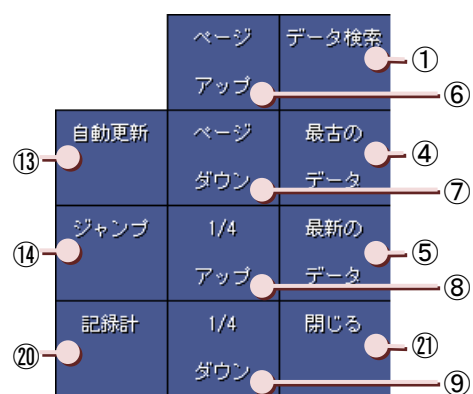 ページ データ検索
①
アップ
⑥
自動更新 ページ 最古の
⑬ ④
ダウン データ
⑦
ジャンプ 1/4 最新の
⑭ ⑤
アップ データ
⑧
記録計 1/4 閉じる
⑳ ㉑
ダウン
⑨